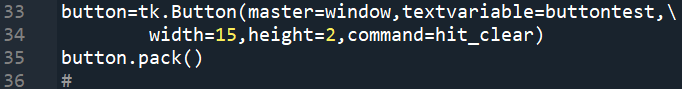 33 button=tk.Button(master=window,textvariable=buttontest,\
34         width=15,height=2,command=hit_clear)
35 button.pack()
36 #